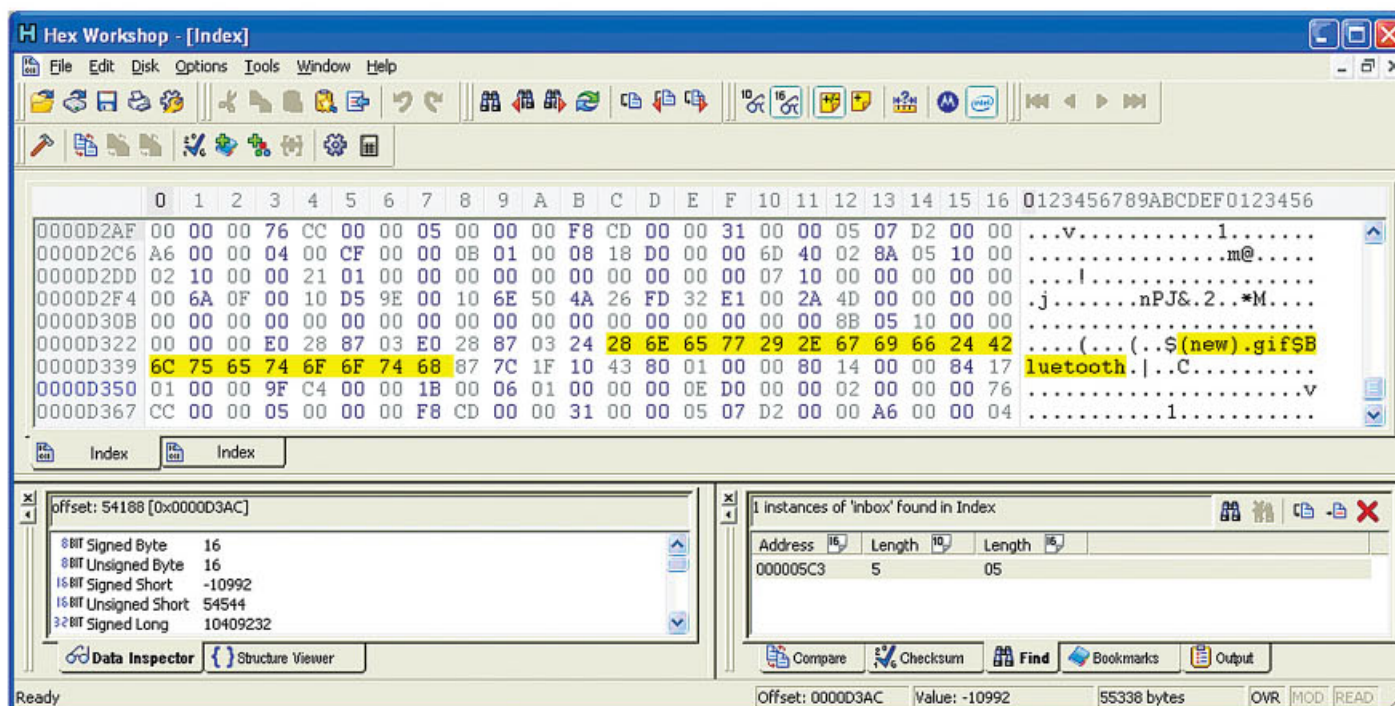 Hex Workshop - [Index]
File Edit Disk Options Tools Window Help
0 1 2 3 4 5 6 7 8 9 A B C D E F 10 11 12 13 14 15 16 0123456789ABCDEF0123456
0000D2AF 00 00 00 76 CC 00 00 05 00 00 00 F8 CD 00 00 31 00 00 05 07 D2 00 00 ...v...........1.......
0000D2C6 A6 00 00 04 00 CF 00 00 0B 01 00 08 18 D0 00 00 6D 40 02 8A 05 10 00 ................m@.....
0000D2DD 02 10 00 00 21 01 00 00 00 00 00 00 00 00 00 07 10 00 00 00 00 00 00 ....!..................
0000D2F4 00 6A 0F 00 10 D5 9E 00 10 6E 50 4A 26 FD 32 E1 00 2A 4D 00 00 00 00 .j.......nPJ&.2..*M....
0000D30B 00 00 00 00 00 00 00 00 00 00 00 00 00 00 00 00 00 00 8B 05 10 00 00 .......................
0000D322 00 00 00 E0 28 87 03 E0 28 87 03 24 28 6E 65 77 29 2E 67 69 66 24 42 ....(...(..$(new).gif$B
0000D339 6C 75 65 74 6F 6F 74 68 87 7C 1F 10 43 80 01 00 00 80 14 00 00 84 17 luetooth.|..C..........
0000D350 01 00 00 9F C4 00 00 1B 00 06 01 00 00 00 0E D0 00 00 02 00 00 00 76 ......................v
0000D367 CC 00 00 05 00 00 00 F8 CD 00 00 31 00 00 05 07 D2 00 00 A6 00 00 04 ...........1...........
Index Index
offset: 54188 [0x0000D3AC]
8BIT Signed Byte 16
8BIT Unsigned Byte 16
16BIT Signed Short -10992
16BIT Unsigned Short 54544
32BIT Signed Long 10409232
Data Inspector Structure Viewer
1 instances of 'inbox' found in Index
Address 16 Length 10 Length 16
000005C3 5 05
Compare Checksum Find Bookmarks Output
Ready Offset: 0000D3AC Value: -10992 55338 bytes OVR MOD READ